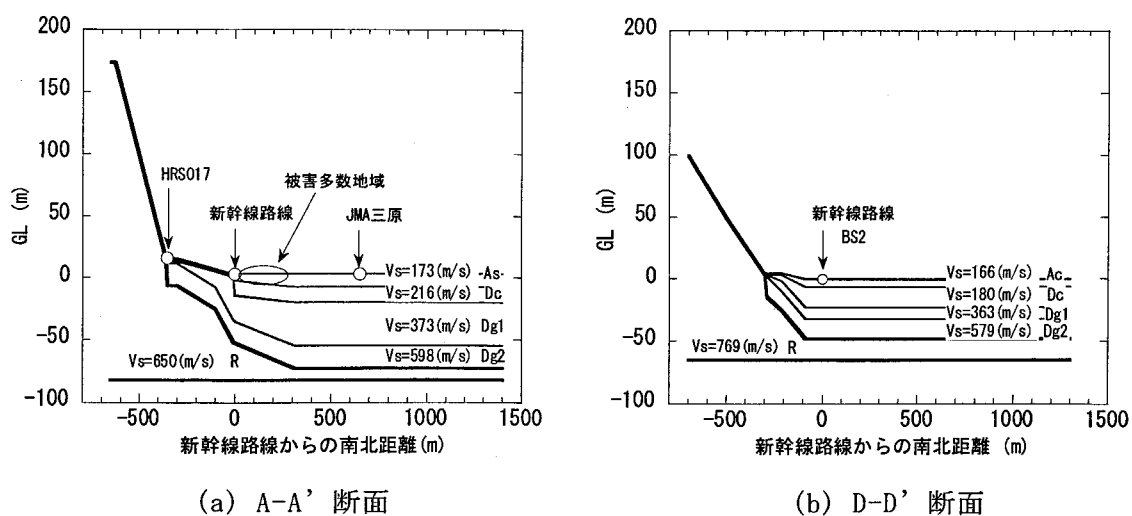 200
150
100
50
0
-50
-100
GL (m)
HRS017
被害多数地域
新幹線路線
JMA三原
Vs=173(m/s) As
Vs=216(m/s) Dc
Vs=373(m/s) Dg1
Vs=598(m/s) Dg2
Vs=650(m/s) R
-500 0 500 1000 1500
新幹線路線からの南北距離(m)
(a) A-A’ 断面
200
150
100
50
0
-50
-100
GL (m)
新幹線路線
BS2
Vs=166(m/s) Ac
Vs=180(m/s) Dc
Vs=363(m/s) Dg1
Vs=579(m/s) Dg2
Vs=769(m/s) R
-500 0 500 1000 1500
新幹線路線からの南北距離 (m)
(b) D-D’ 断面